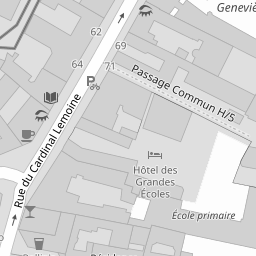 Geneviè
62
69
64
71
Passage Commun H/5
Rue du Cardinal Lemoine
Hôtel des
Grandes
Écoles
École primaire